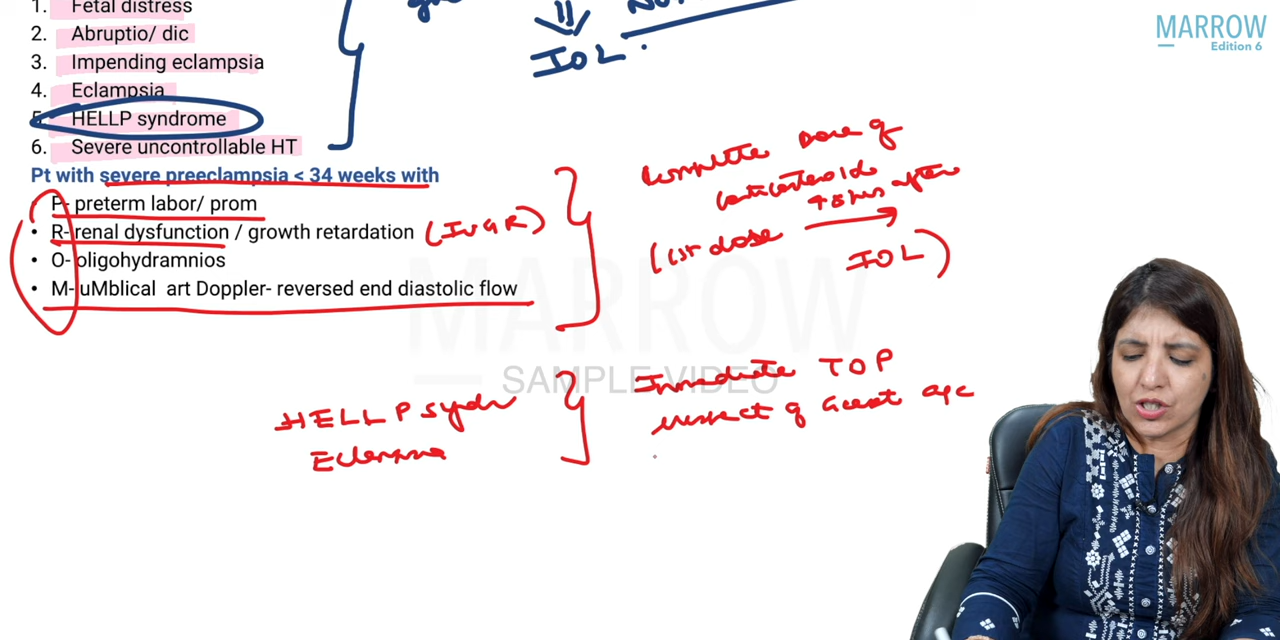 MARROW
Edition 6
1. Fetal distress
2. Abruptio/ dic
3. Impending eclampsia
4. Eclampsia
5. HELLP syndrome
6. Severe uncontrollable HT
IOL
Pt with severe preeclampsia < 34 weeks with
• P- preterm labor/ prom
• R-renal dysfunction / growth retardation (IUGR)
• O- oligohydramnios
• M- uMblical art Doppler- reversed end diastolic flow
Complete Dose of
corticosteroids
(1st dose 48 hrs after
IOL)
MARROW
SAMPLE VIDEO
HELLP Syndr
Eclampsia
Immediate TOP
irrespect of Gest age